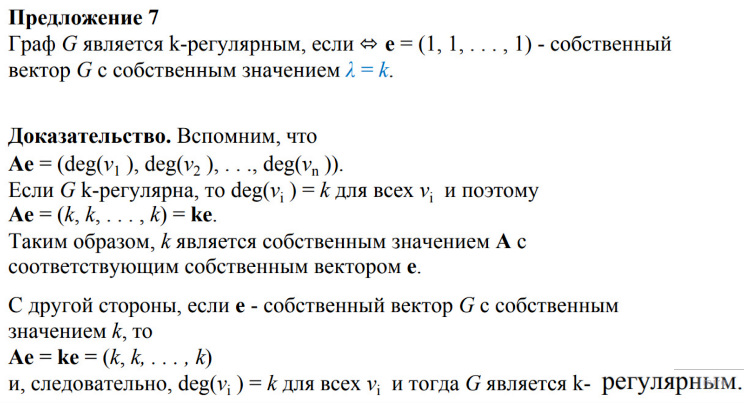 Предложение 7
Граф G является k-регулярным, если ⇔ e = (1, 1, . . . , 1) - собственный
вектор G с собственным значением λ = k.
Доказательство. Вспомним, что
Ae = (deg(v₁ ), deg(v₂ ), . . ., deg(vₙ )).
Если G k-регулярна, то deg(vᵢ ) = k для всех vᵢ и поэтому
Ae = (k, k, . . . , k) = ke.
Таким образом, k является собственным значением A с
соответствующим собственным вектором e.
С другой стороны, если e - собственный вектор G с собственным
значением k, то
Ae = ke = (k, k, . . . , k)
и, следовательно, deg(vᵢ ) = k для всех vᵢ и тогда G является k- регулярным.